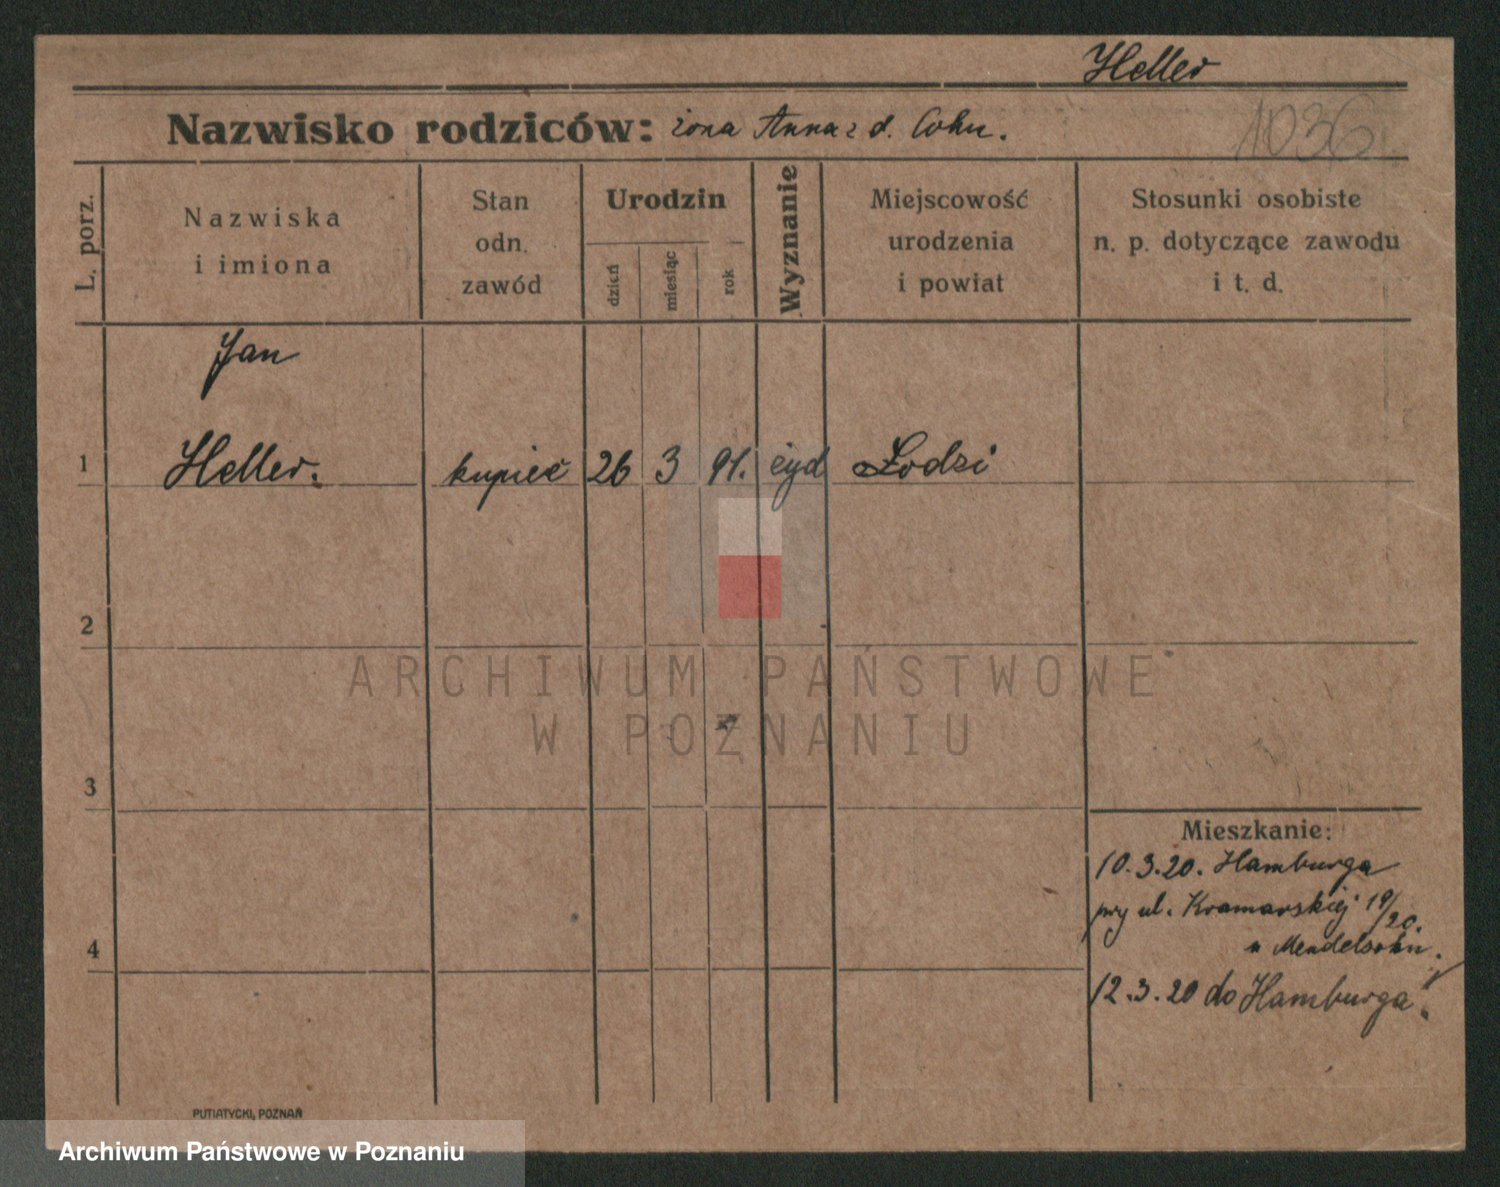 Heller
Nazwisko rodziców: żona Anna z d. Cohn.
1036
L. porz.
Nazwiska
i imiona
Stan
odn.
zawód
Urodzin
dzień
miesiąc
rok
Wyznanie
Miejscowość
urodzenia
i powiat
Stosunki osobiste
n. p. dotyczące zawodu
i t. d.
Jan
1 Heller. kupiec 26 3 91. żyd Łodzi
2
ARCHIWUM PAŃSTWOWE
W POZNANIU
3
Mieszkanie:
10.3.20. Hamburga
przy ul. Kramarskiej 19/20.
u Mendelsohn.
4
12.3.20 do Hamburga.
PUTIATYCKI, POZNAŃ
Archiwum Państwowe w Poznaniu